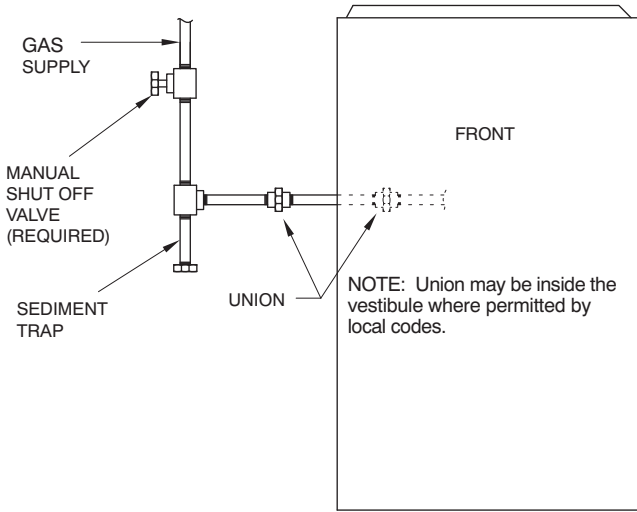 GAS
SUPPLY
FRONT
MANUAL
SHUT OFF
VALVE
(REQUIRED)
SEDIMENT
TRAP
UNION
NOTE: Union may be inside the
vestibule where permitted by
local codes.